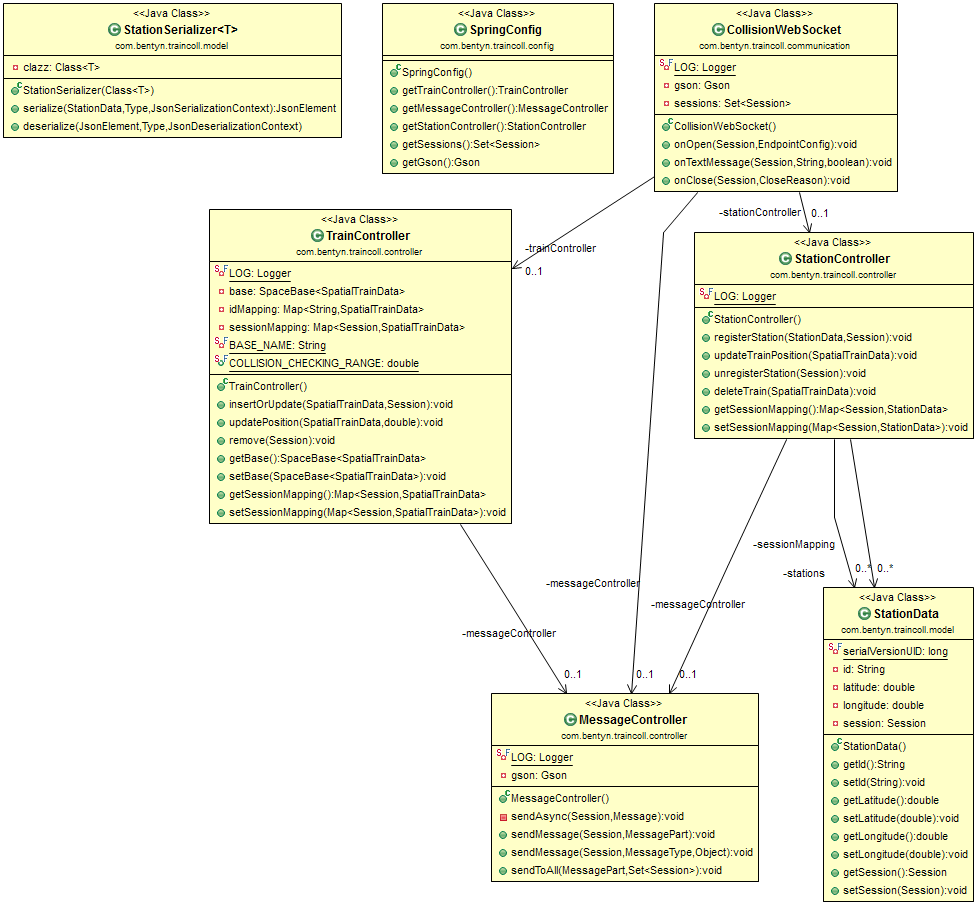 <<Java Class>>
StationSerializer<T>
com.bentyn.traincoll.model
clazz: Class<T>
StationSerializer(Class<T>)
serialize(StationData,Type,JsonSerializationContext):JsonElement
deserialize(JsonElement,Type,JsonDeserializationContext)
<<Java Class>>
SpringConfig
com.bentyn.traincoll.config
SpringConfig()
getTrainController():TrainController
getMessageController():MessageController
getStationController():StationController
getSessions():Set<Session>
getGson():Gson
<<Java Class>>
CollisionWebSocket
com.bentyn.traincoll.communication
LOG: Logger
gson: Gson
sessions: Set<Session>
CollisionWebSocket()
onOpen(Session,EndpointConfig):void
onTextMessage(Session,String,boolean):void
onClose(Session,CloseReason):void
-stationController
0..1
-trainController
0..1
<<Java Class>>
TrainController
com.bentyn.traincoll.controller
LOG: Logger
base: SpaceBase<SpatialTrainData>
idMapping: Map<String,SpatialTrainData>
sessionMapping: Map<Session,SpatialTrainData>
BASE_NAME: String
COLLISION_CHECKING_RANGE: double
TrainController()
insertOrUpdate(SpatialTrainData,Session):void
updatePosition(SpatialTrainData,double):void
remove(Session):void
getBase():SpaceBase<SpatialTrainData>
setBase(SpaceBase<SpatialTrainData>):void
getSessionMapping():Map<Session,SpatialTrainData>
setSessionMapping(Map<Session,SpatialTrainData>):void
<<Java Class>>
StationController
com.bentyn.traincoll.controller
LOG: Logger
StationController()
registerStation(StationData,Session):void
updateTrainPosition(SpatialTrainData):void
unregisterStation(Session):void
deleteTrain(SpatialTrainData):void
getSessionMapping():Map<Session,StationData>
setSessionMapping(Map<Session,StationData>):void
-sessionMapping
-stations
0..*
0..*
-messageController
-messageController
-messageController
0..1
0..1
0..1
<<Java Class>>
MessageController
com.bentyn.traincoll.controller
LOG: Logger
gson: Gson
MessageController()
sendAsync(Session,Message):void
sendMessage(Session,MessagePart):void
sendMessage(Session,MessageType,Object):void
sendToAll(MessagePart,Set<Session>):void
<<Java Class>>
StationData
com.bentyn.traincoll.model
serialVersionUID: long
id: String
latitude: double
longitude: double
session: Session
StationData()
getId():String
setId(String):void
getLatitude():double
setLatitude(double):void
getLongitude():double
setLongitude(double):void
getSession():Session
setSession(Session):void